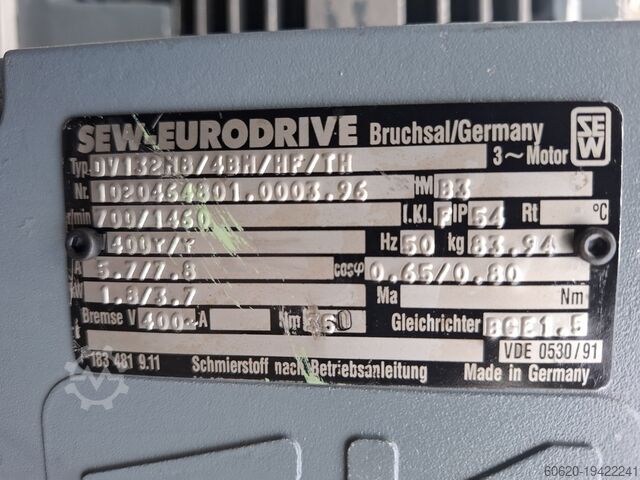 SEW-EURODRIVE Bruchsal/Germany SEW
Typ DV132MB/4BM/HF/TH 3~Motor
Nr. 1020464801.0003.96 IM B3
r/min 700/1460 I.Kl. F IP 54 Rt °C
400Y/Y Hz 50 kg 83.94
A 5.7/7.8 cosφ 0.65/0.80
kW 1.8/3.7 Ma Nm
Bremse V 400~ A Nm Gleichrichter BGE1.5
VDE 0530/91
183 481 9.11 Schmierstoff nach Betriebsanleitung Made in Germany
60620-19422241